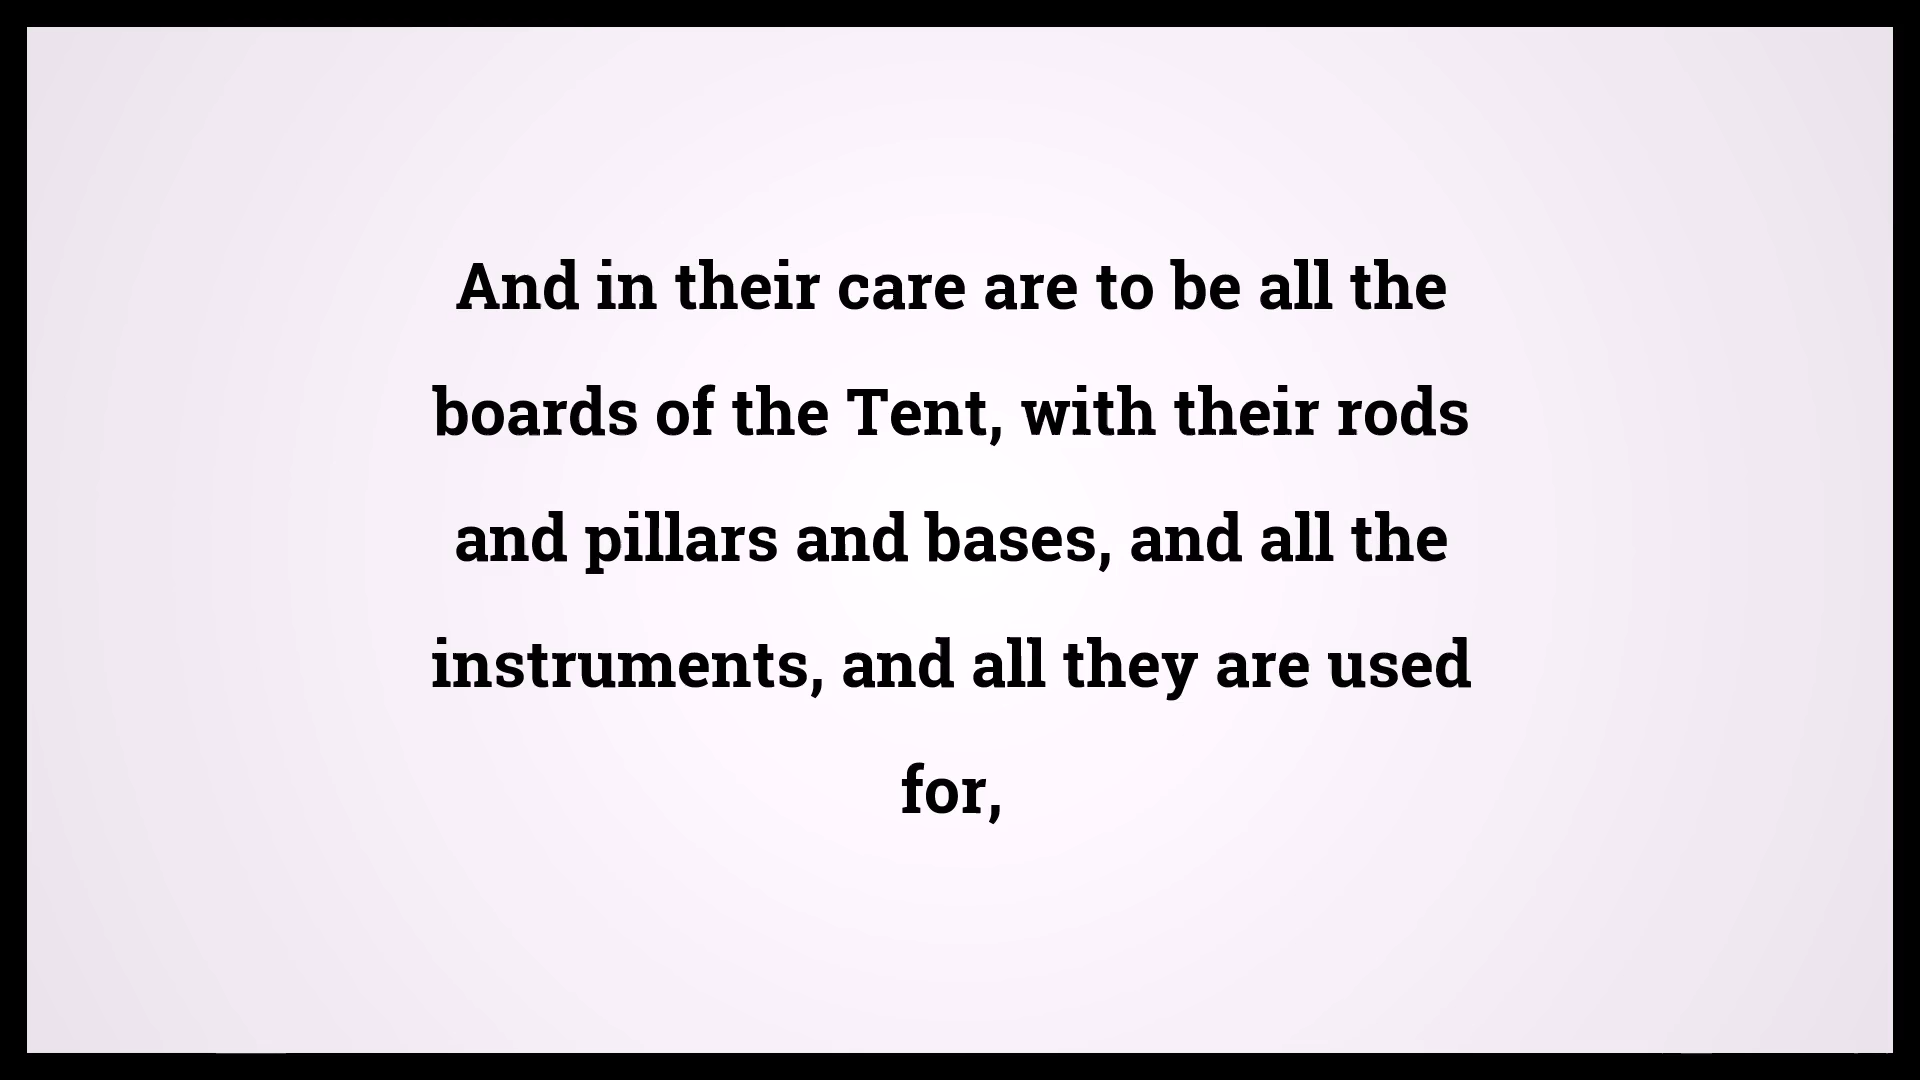 And in their care are to be all the
boards of the Tent, with their rods
and pillars and bases, and all the
instruments, and all they are used
for,